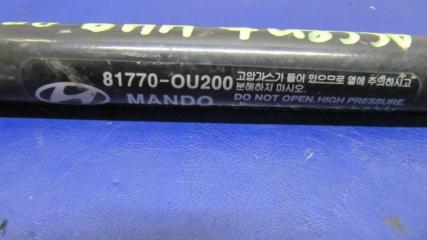 81770-0U200 고압가스가 들어 있으므로 열에 주의하시고
분해하지 마시오
MANDO DO NOT OPEN.HIGH PRESSURE